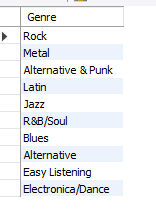 Genre
Rock
Metal
Alternative & Punk
Latin
Jazz
R&B/Soul
Blues
Alternative
Easy Listening
Electronica/Dance